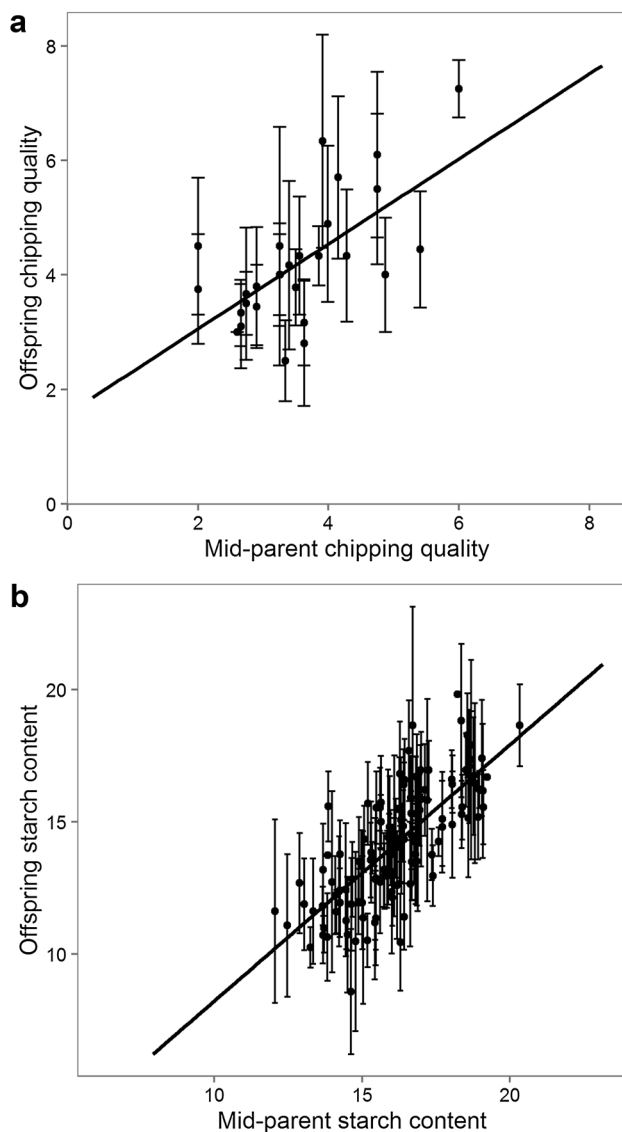 a
8
6
4
2
0
Offspring chipping quality
0 2 4 6 8
Mid-parent chipping quality
b
20
15
10
Offspring starch content
10 15 20
Mid-parent starch content